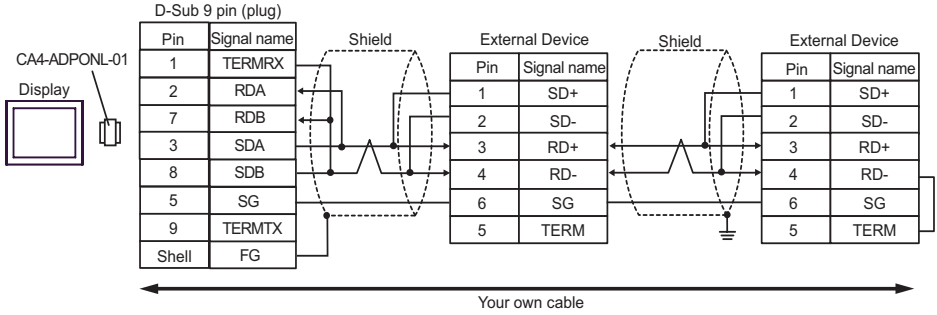 D-Sub 9 pin (plug)
CA4-ADPONL-01
Display
Pin Signal name
1 TERMRX
2 RDA
7 RDB
3 SDA
8 SDB
5 SG
9 TERMTX
Shell FG
Shield
External Device
Pin Signal name
1 SD+
2 SD-
3 RD+
4 RD-
6 SG
5 TERM
Shield
External Device
Pin Signal name
1 SD+
2 SD-
3 RD+
4 RD-
6 SG
5 TERM
Your own cable